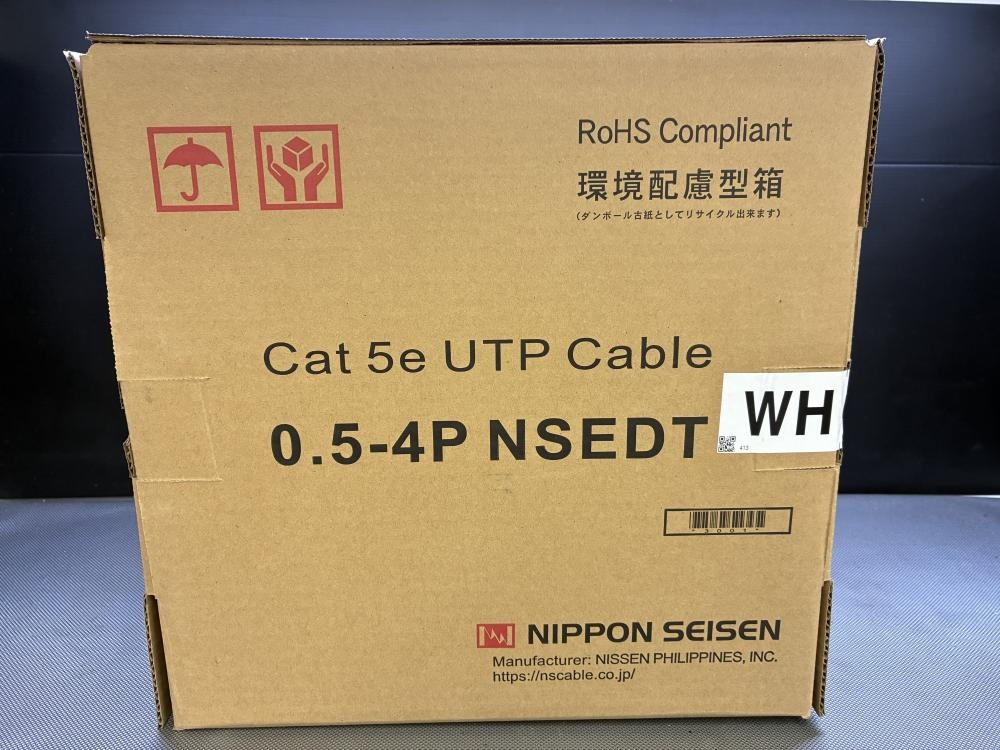 RoHS Compliant
環境配慮型箱
(ダンボール古紙としてリサイクル出来ます)
Cat 5e UTP Cable
0.5-4P NSEDT
WH
413
*3001*
NIPPON SEISEN
Manufacturer: NISSEN PHILIPPINES, INC.
https://nscable.co.jp/